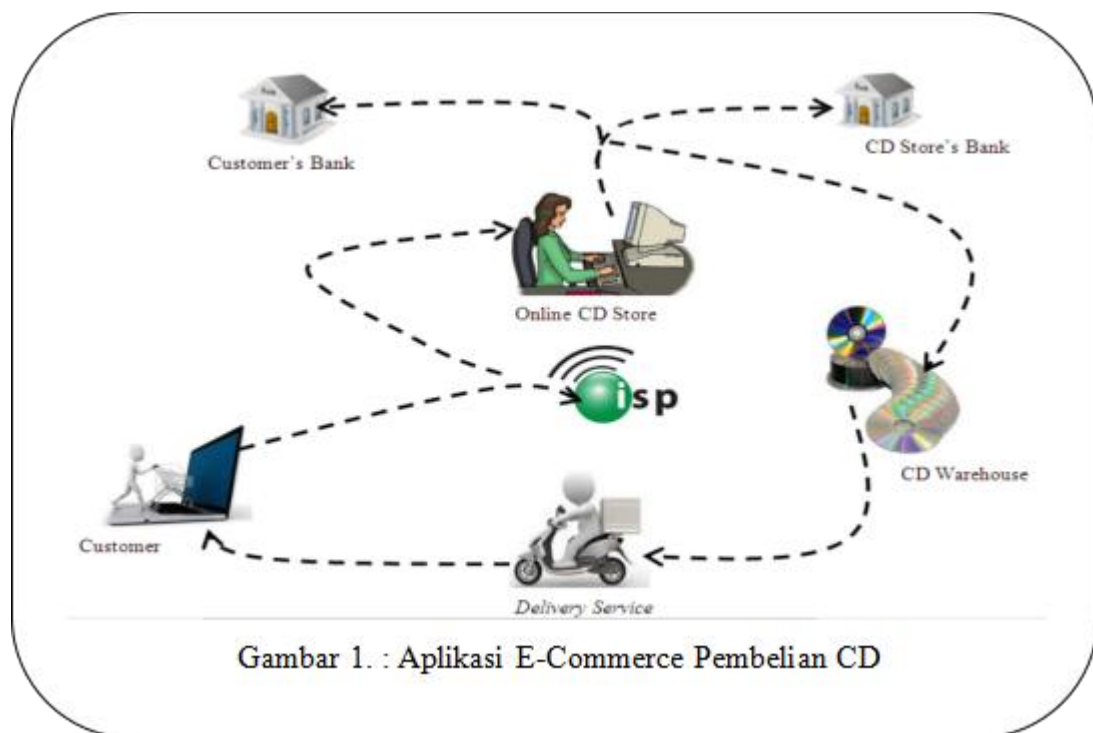 Customer's Bank
CD Store's Bank
Online CD Store
isp
CD Warehouse
Customer
Delivery Service
Gambar 1. : Aplikasi E-Commerce Pembelian CD